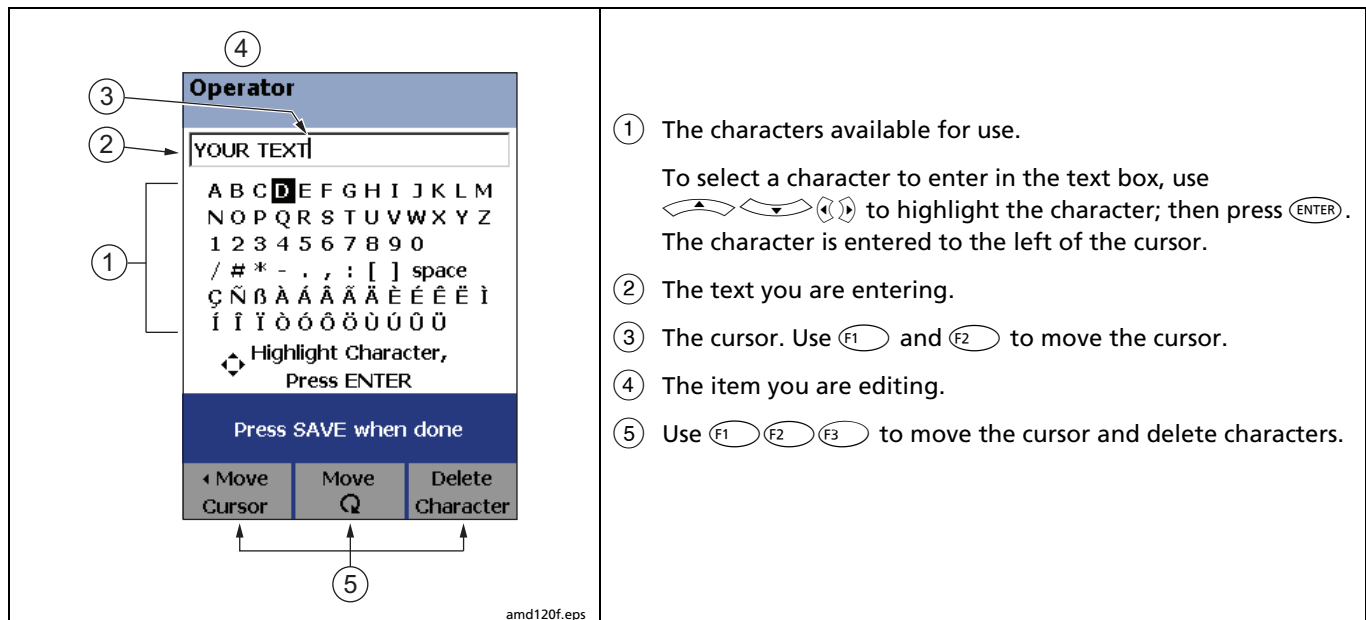 4
Operator
3
2
YOUR TEXT
A B C D E F G H I J K L M
N O P Q R S T U V W X Y Z
1 2 3 4 5 6 7 8 9 0
1
/ # * - . , : [ ] space
Ç Ñ ß À Á Â Ã Ä È É Ê Ë Ì
Í Î Ï Ò Ó Ô Ö Ù Ú Û Ü
Highlight Character,
Press ENTER
Press SAVE when done
Move Cursor
Move
Delete Character
5
amd120f.eps
1 The characters available for use.
To select a character to enter in the text box, use
to highlight the character; then press ENTER.
The character is entered to the left of the cursor.
2 The text you are entering.
3 The cursor. Use F1 and F2 to move the cursor.
4 The item you are editing.
5 Use F1 F2 F3 to move the cursor and delete characters.